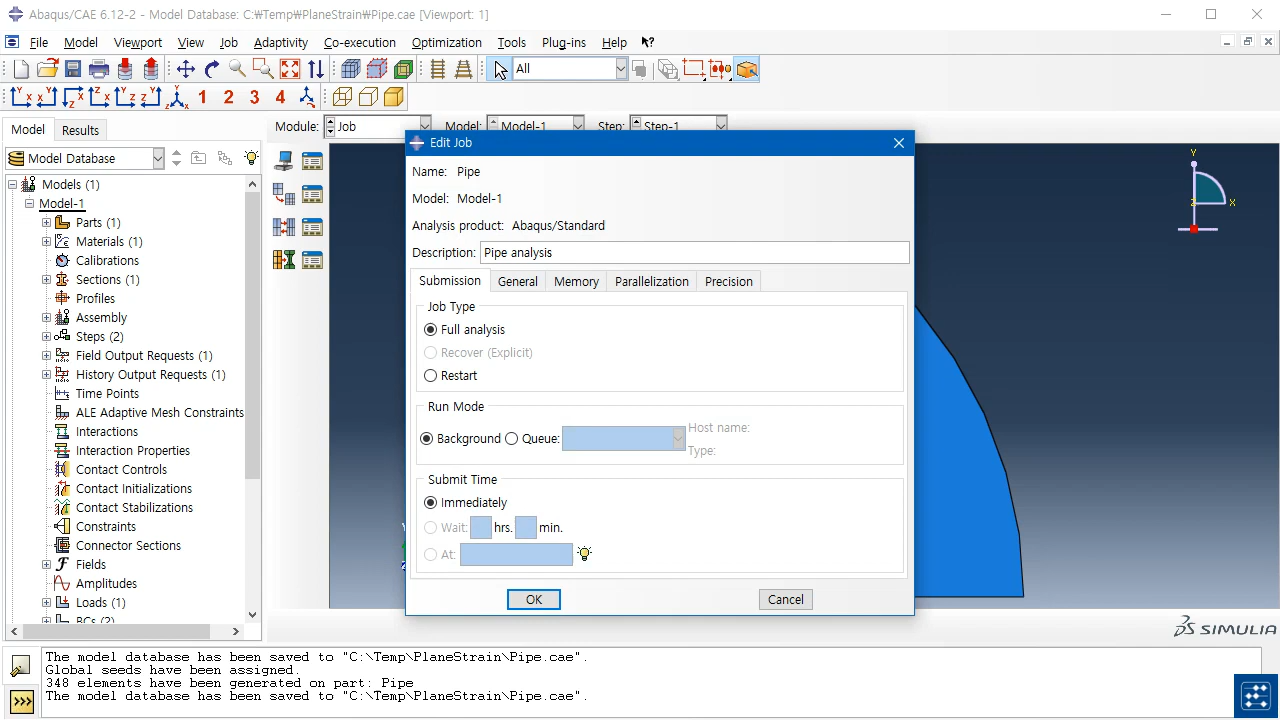 Abaqus/CAE 6.12-2 - Model Database: C:₩Temp₩PlaneStrain₩Pipe.cae [Viewport: 1]
File Model Viewport View Job Adaptivity Co-execution Optimization Tools Plug-ins Help
All
1 2 3 4
Model Results
Module: Job Model: Model-1 Step: Step-1
Model Database
Models (1)
Model-1
Parts (1)
Materials (1)
Calibrations
Sections (1)
Profiles
Assembly
Steps (2)
Field Output Requests (1)
History Output Requests (1)
Time Points
ALE Adaptive Mesh Constraints
Interactions
Interaction Properties
Contact Controls
Contact Initializations
Contact Stabilizations
Constraints
Connector Sections
Fields
Amplitudes
Loads (1)
BCs (2)
Edit Job
Name: Pipe
Model: Model-1
Analysis product: Abaqus/Standard
Description: Pipe analysis
Submission General Memory Parallelization Precision
Job Type
Full analysis
Recover (Explicit)
Restart
Run Mode
Background Queue: Host name:
Type:
Submit Time
Immediately
Wait: hrs. min.
At:
OK Cancel
Y
Z X
SIMULIA
The model database has been saved to "C:\Temp\PlaneStrain\Pipe.cae".
Global seeds have been assigned.
348 elements have been generated on part: Pipe
The model database has been saved to "C:\Temp\PlaneStrain\Pipe.cae".